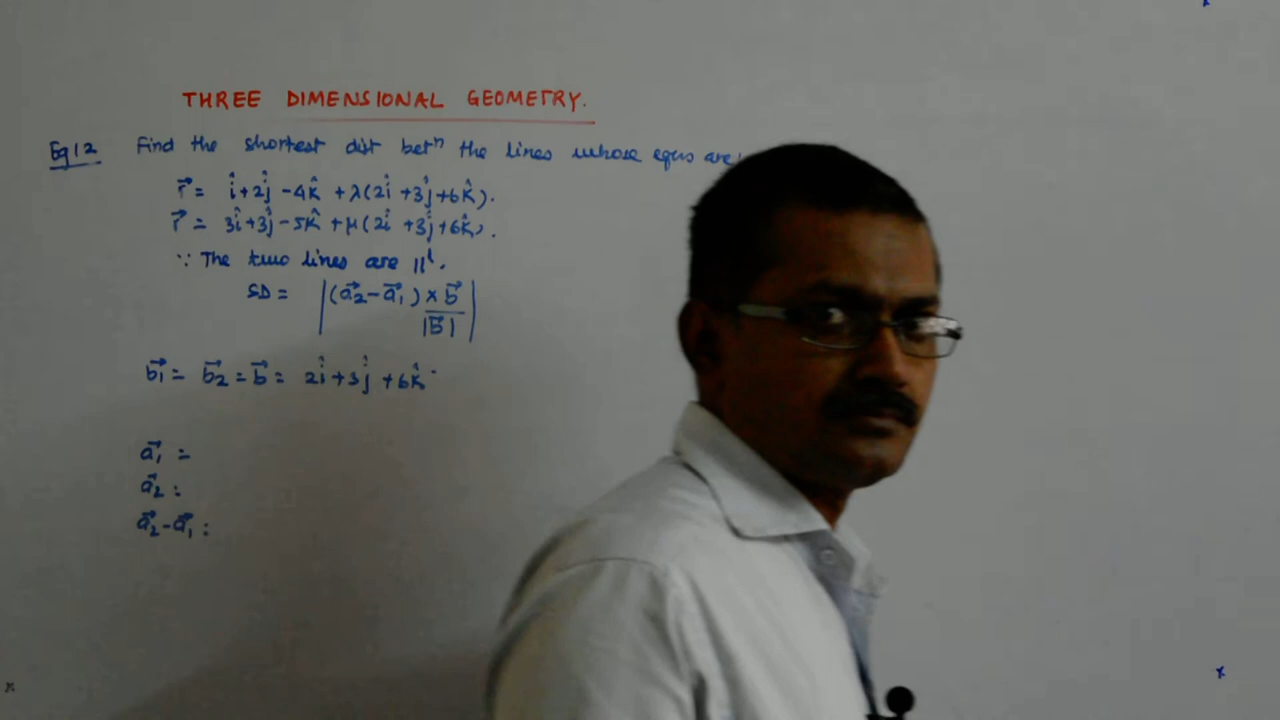 THREE DIMENSIONAL GEOMETRY.
Eg12 Find the shortest dist betⁿ the lines whose equns are
r⃗ = î+2ĵ-4k̂ +λ(2î +3ĵ+6k̂).
r⃗ = 3î+3ĵ-5k̂ +μ(2î +3ĵ+6k̂).
∵ The two lines are ||ˡ.
SD = |(a⃗₂-a⃗₁) × b⃗ / |b⃗||
b⃗₁ = b⃗₂ = b⃗ = 2î+3ĵ +6k̂
a⃗₁ =
a⃗₂ :
a⃗₂-a⃗₁ :